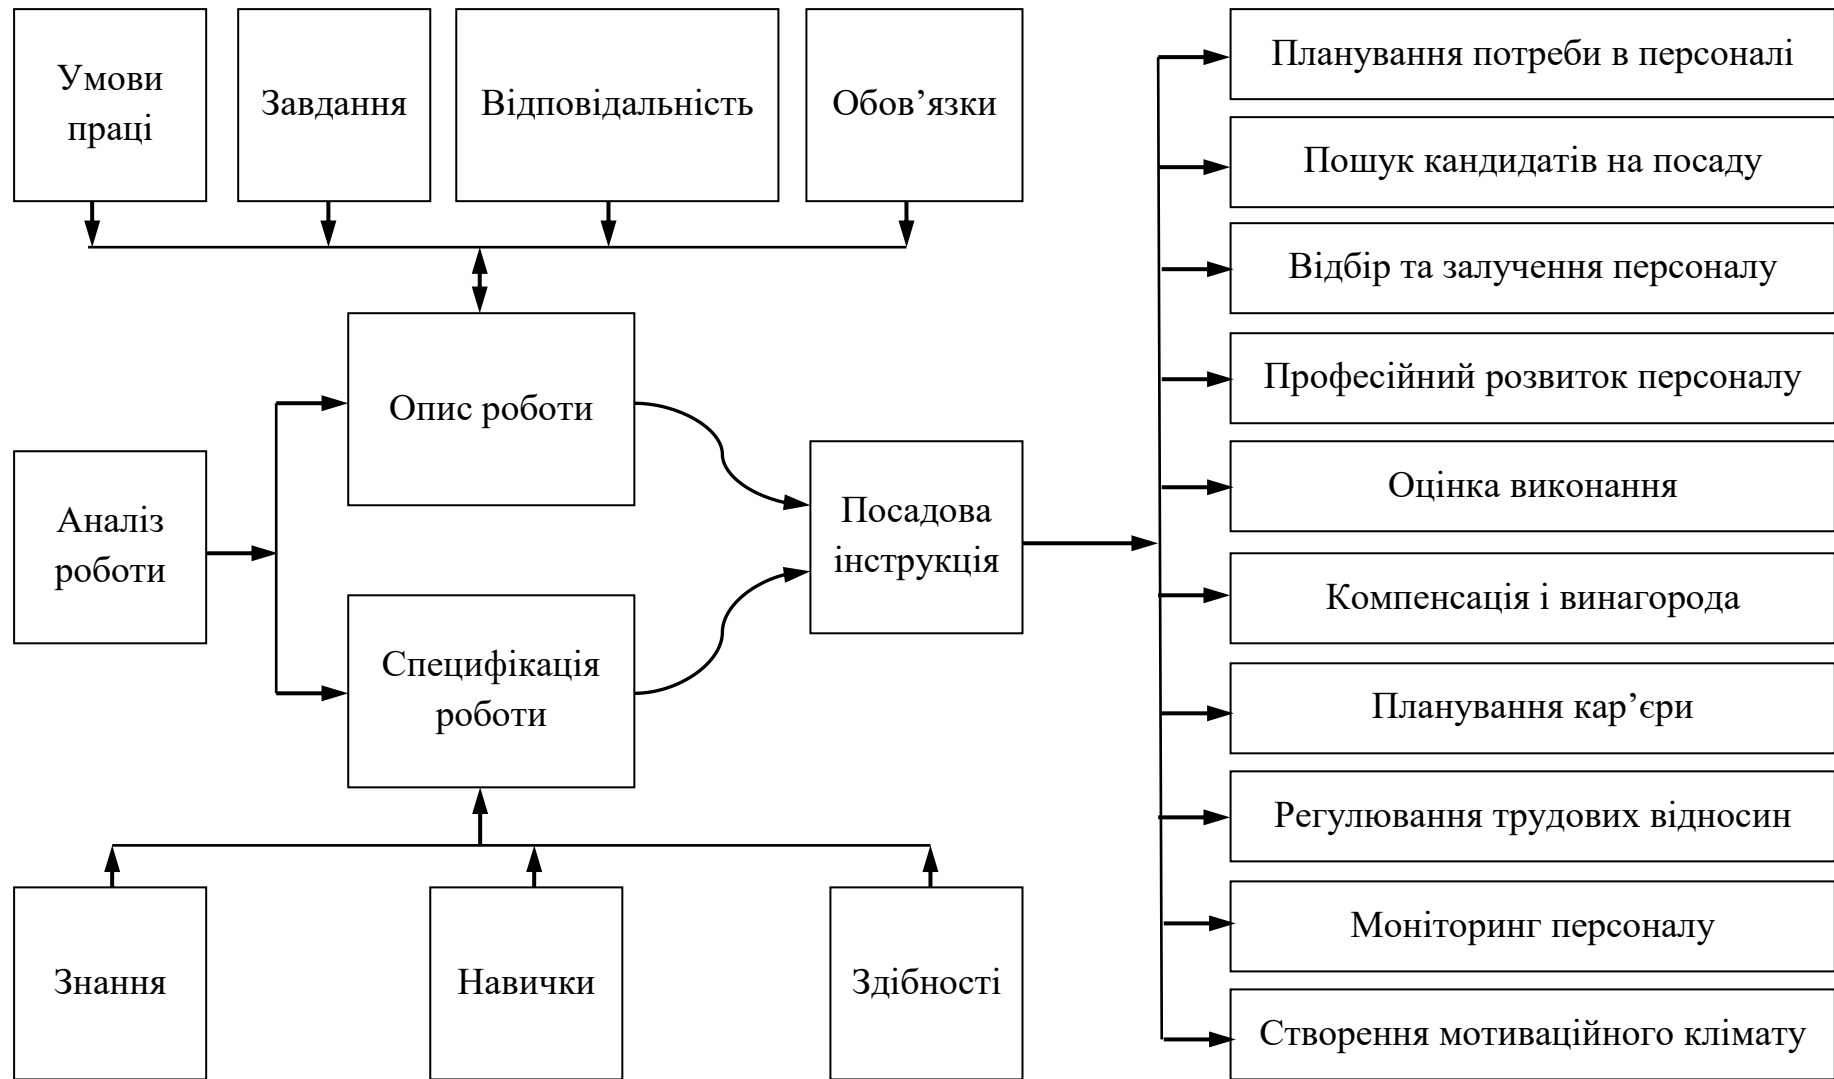 Умови
праці
Завдання
Відповідальність
Обов’язки
Опис роботи
Аналіз
роботи
Специфікація
роботи
Посадова
інструкція
Знання
Навички
Здібності
Планування потреби в персоналі
Пошук кандидатів на посаду
Відбір та залучення персоналу
Професійний розвиток персоналу
Оцінка виконання
Компенсація і винагорода
Планування кар’єри
Регулювання трудових відносин
Моніторинг персоналу
Створення мотиваційного клімату